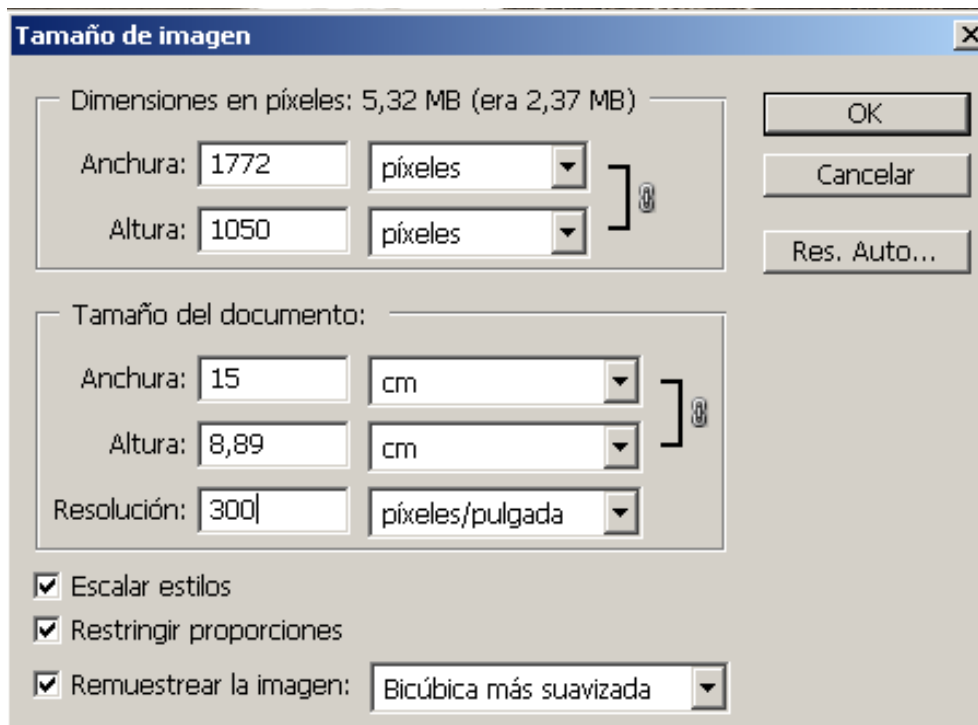 Tamaño de imagen
Dimensiones en píxeles: 5,32 MB (era 2,37 MB)
OK
Anchura: 1772 píxeles
Cancelar
Altura: 1050 píxeles
Res. Auto...
Tamaño del documento:
Anchura: 15 cm
Altura: 8,89 cm
Resolución: 300 píxeles/pulgada
Escalar estilos
Restringir proporciones
Remuestrear la imagen: Bicúbica más suavizada